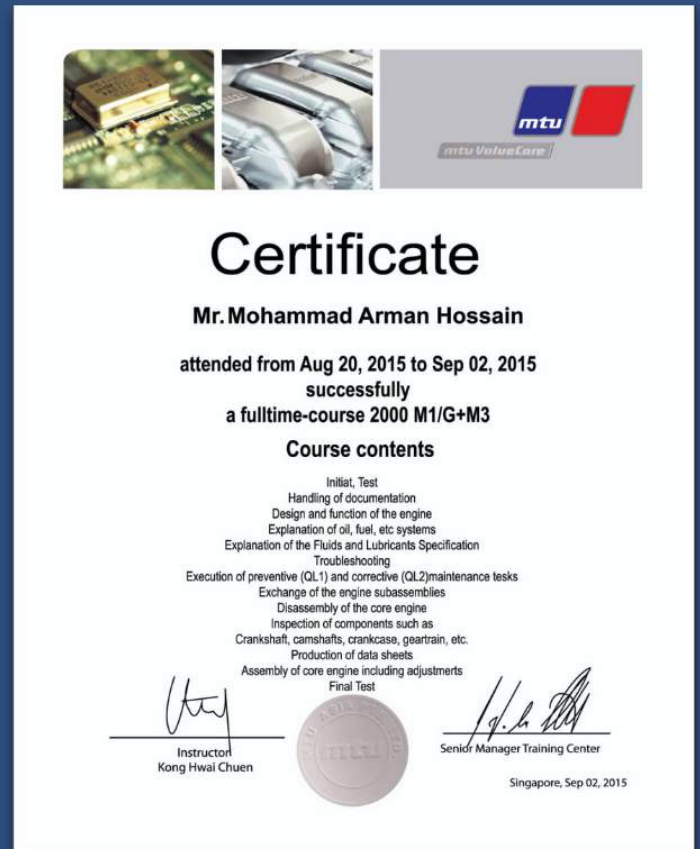 mtu
mtu ValueCare
Certificate
Mr. Mohammad Arman Hossain
attended from Aug 20, 2015 to Sep 02, 2015
successfully
a fulltime-course 2000 M1/G+M3
Course contents
Initiat, Test
Handling of documentation
Design and function of the engine
Explanation of oil, fuel, etc systems
Explanation of the Fluids and Lubricants Specification
Troubleshooting
Execution of preventive (QL1) and corrective (QL2)maintenance tesks
Exchange of the engine subassemblies
Disassembly of the core engine
Inspection of components such as
Crankshaft, camshafts, crankcase, geartrain, etc.
Production of data sheets
Assembly of core engine including adjustmerts
Final Test
Instructor
Kong Hwai Chuen
MTU ASIA PTE LTD.
mtu
Senior Manager Training Center
Singapore, Sep 02, 2015